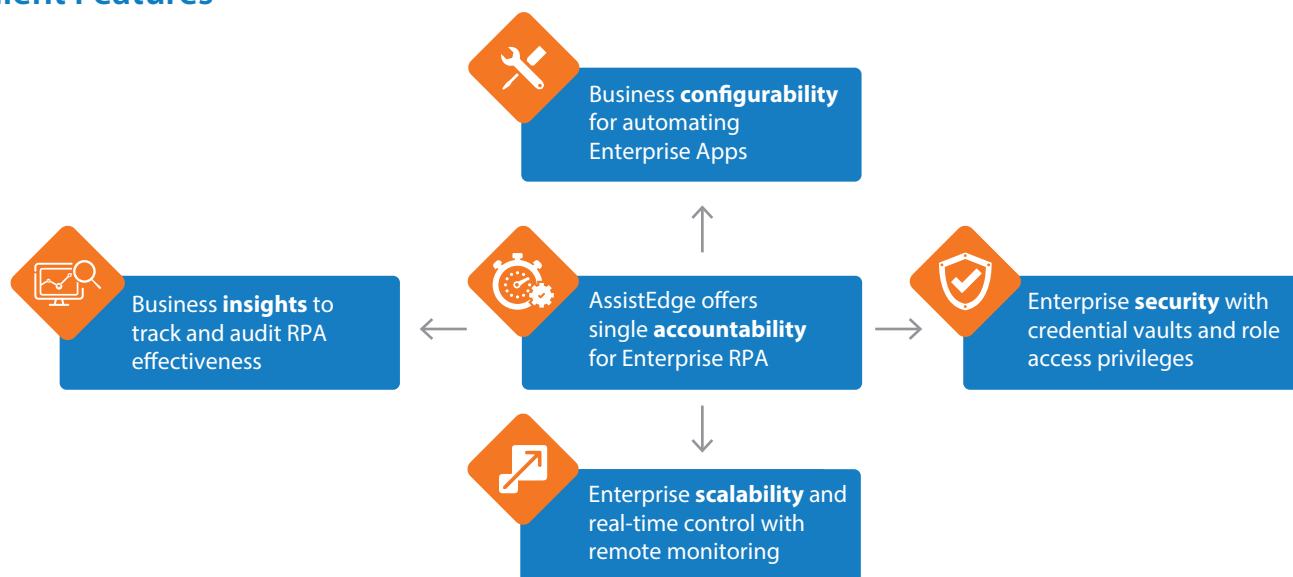 Features
Business configurability
for automating
Enterprise Apps
Business insights to
track and audit RPA
effectiveness
AssistEdge offers
single accountability
for Enterprise RPA
Enterprise security with
credential vaults and role
access privileges
Enterprise scalability and
real-time control with
remote monitoring